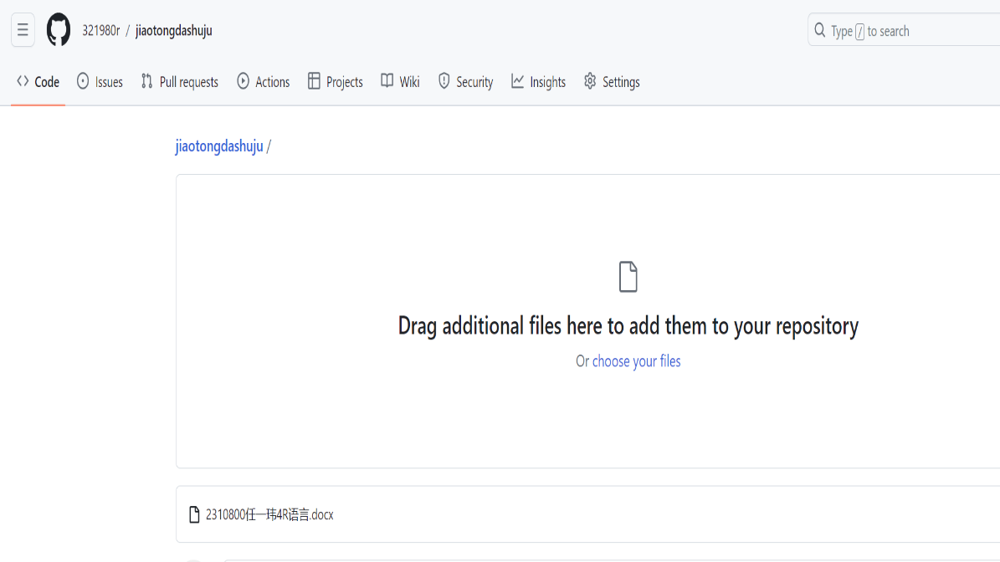 321980r / jiaotongdashuju
Type / to search
Code Issues Pull requests Actions Projects Wiki Security Insights Settings
jiaotongdashuju /
Drag additional files here to add them to your repository
Or choose your files
2310800任一玮4R语言.docx